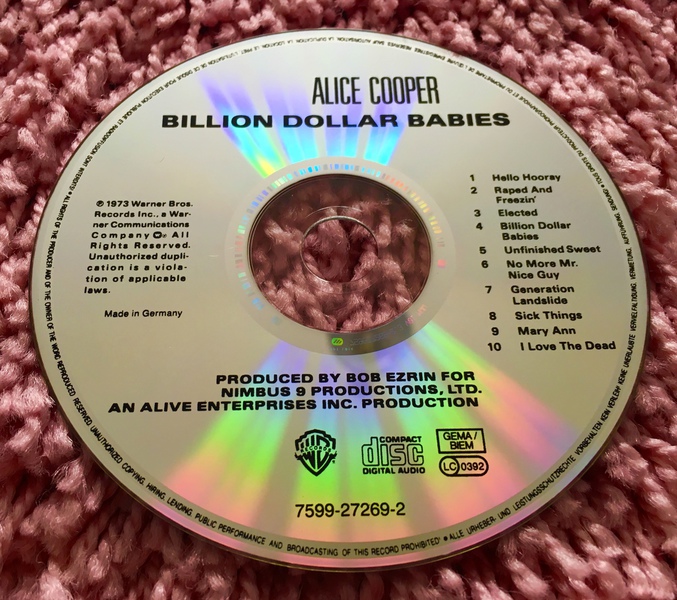 ALICE COOPER
BILLION DOLLAR BABIES
℗ 1973 Warner Bros.
Records Inc., a War-
ner Communications
Company. All
Rights Reserved.
Unauthorized dupli-
cation is a viola-
tion of applicable
laws.
Made in Germany
1 Hello Hooray
2 Raped And
Freezin'
3 Elected
4 Billion Dollar
Babies
5 Unfinished Sweet
6 No More Mr.
Nice Guy
7 Generation
Landslide
8 Sick Things
9 Mary Ann
10 I Love The Dead
PRODUCED BY BOB EZRIN FOR
NIMBUS 9 PRODUCTIONS, LTD.
AN ALIVE ENTERPRISES INC. PRODUCTION
COMPACT
disc
DIGITAL AUDIO
GEMA/
BIEM
LC 0392
7599-27269-2
ALL RIGHTS OF THE PRODUCER AND OF THE OWNER OF THE WORK REPRODUCED RESERVED. UNAUTHORIZED COPYING, HIRING, LENDING, PUBLIC PERFORMANCE AND BROADCASTING OF THIS RECORD PROHIBITED! • ALLE URHEBER- UND LEISTUNGSSCHUTZRECHTE VORBEHALTEN. KEIN VERLEIH! KEINE UNERLAUBTE VERVIELFÄLTIGUNG, VERMIETUNG, AUFFÜHRUNG, SENDUNG!